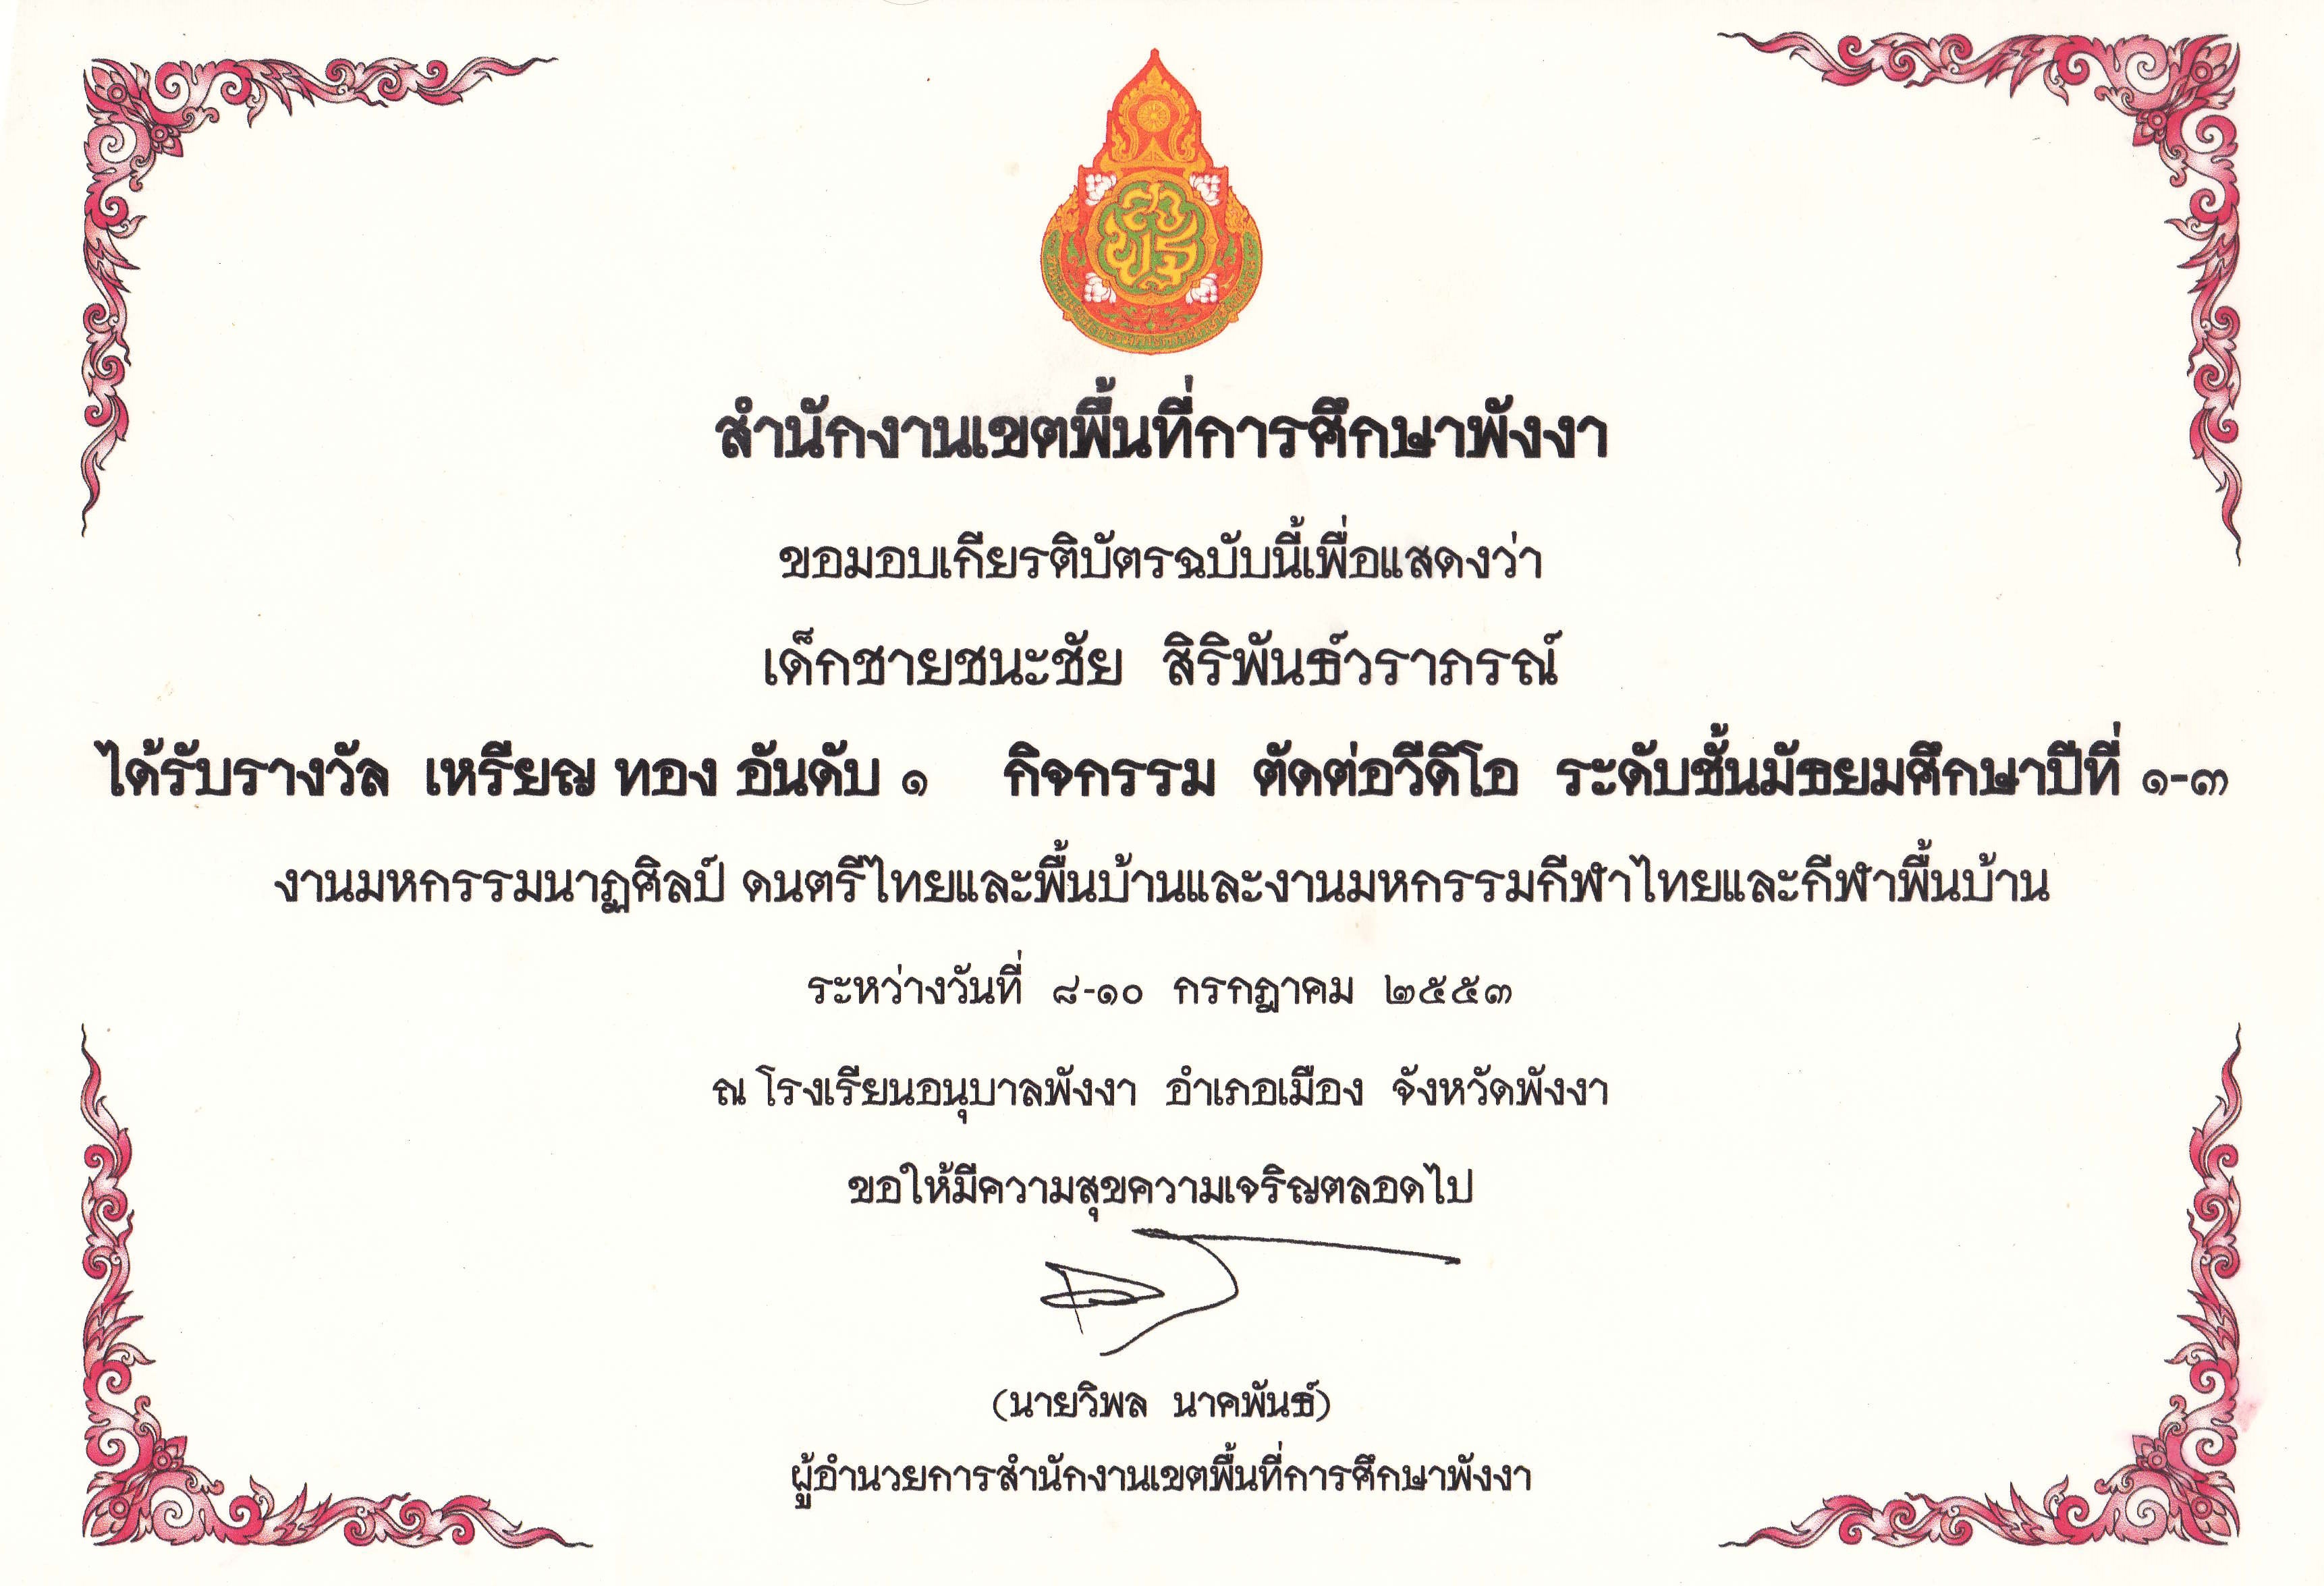 สำนักงานเขตพื้นที่การศึกษาพังงา
ขอมอบเกียรติบัตรฉบับนี้เพื่อแสดงว่า
เด็กชายชนะชัย สิริพันธ์วราภรณ์
ได้รับรางวัล เหรียญ ทอง อันดับ ๑ กิจกรรม ตัดต่อวีดีโอ ระดับชั้นมัธยมศึกษาปีที่ ๑-๓
งานมหกรรมนาฏศิลป์ ดนตรีไทยและพื้นบ้านและงานมหกรรมกีฬาไทยและกีฬาพื้นบ้าน
ระหว่างวันที่ ๘-๑๐ กรกฎาคม ๒๕๕๓
ณ โรงเรียนอนุบาลพังงา อำเภอเมือง จังหวัดพังงา
ขอให้มีความสุขความเจริญตลอดไป
(นายวิพล นาคพันธ์)
ผู้อำนวยการสำนักงานเขตพื้นที่การศึกษาพังงา